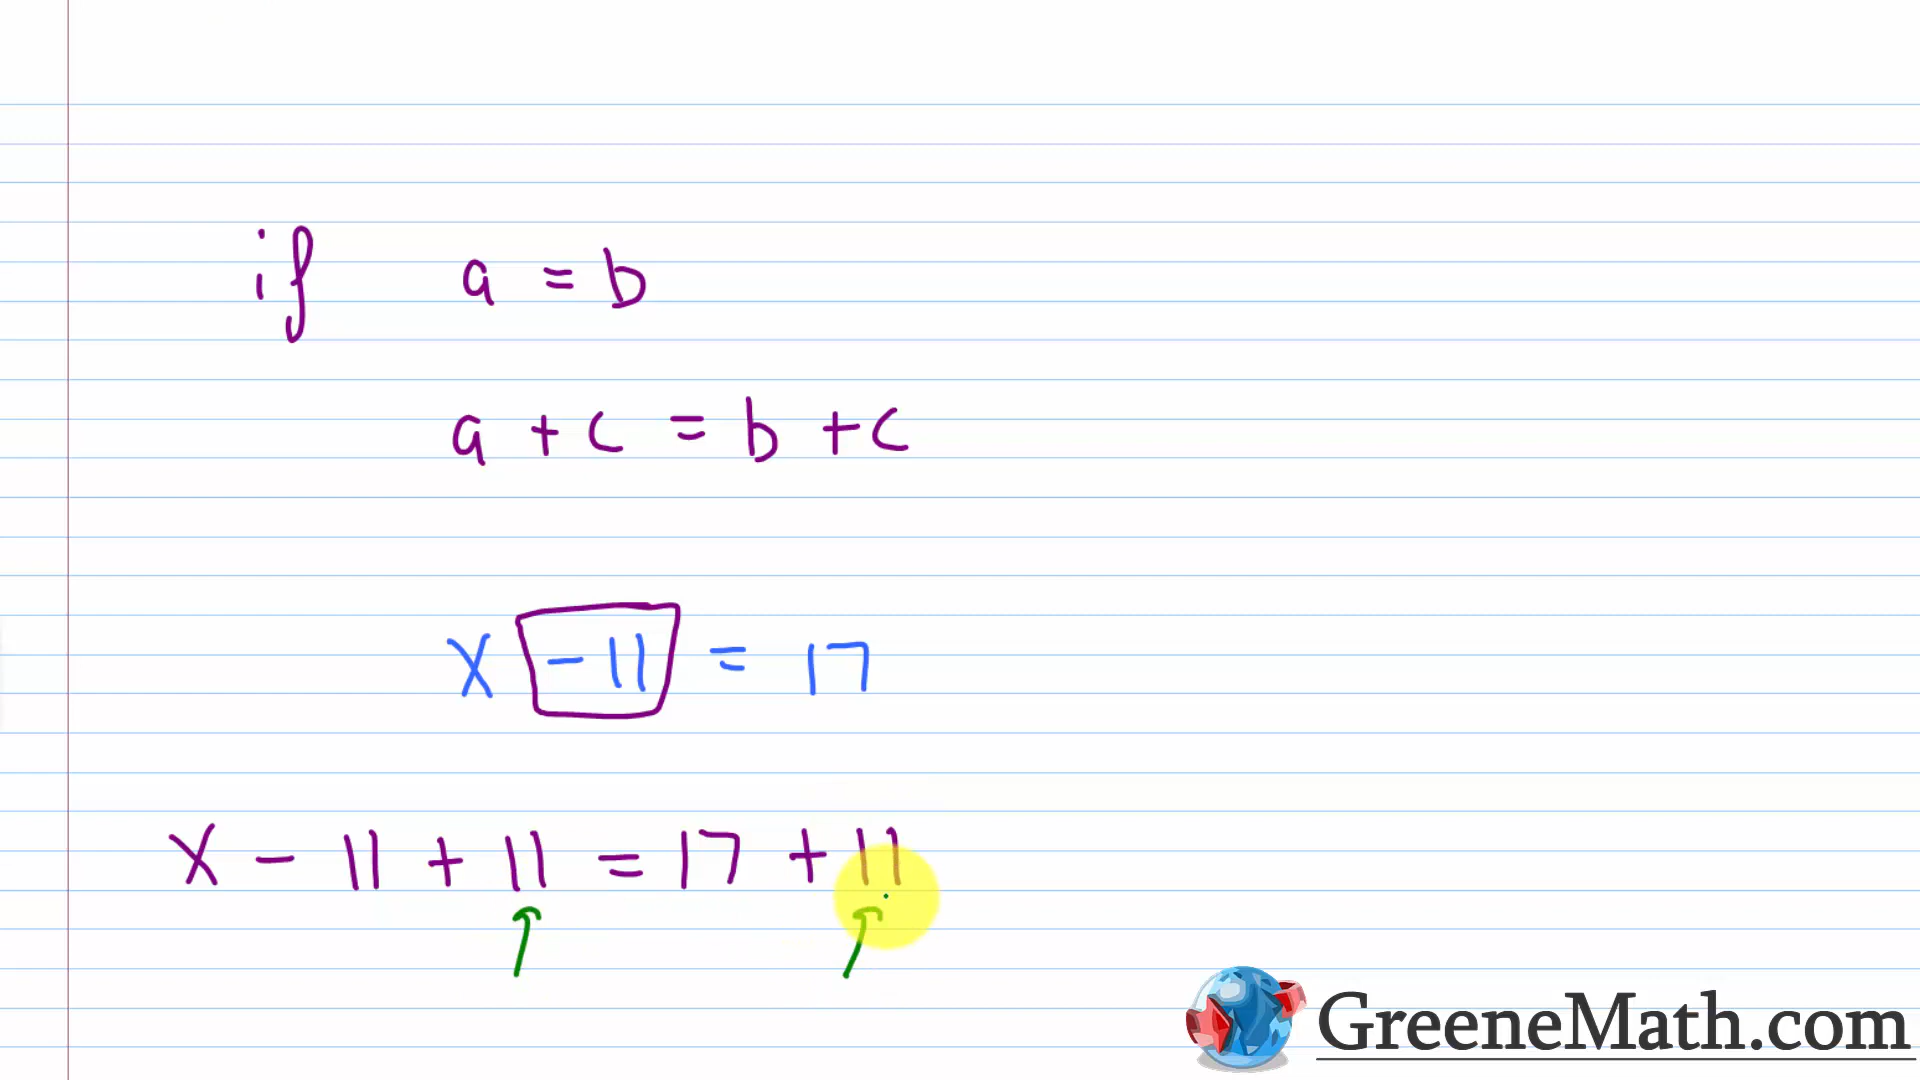 if a = b
a + c = b + c
x - 11 = 17
x - 11 + 11 = 17 + 11
GreeneMath.com